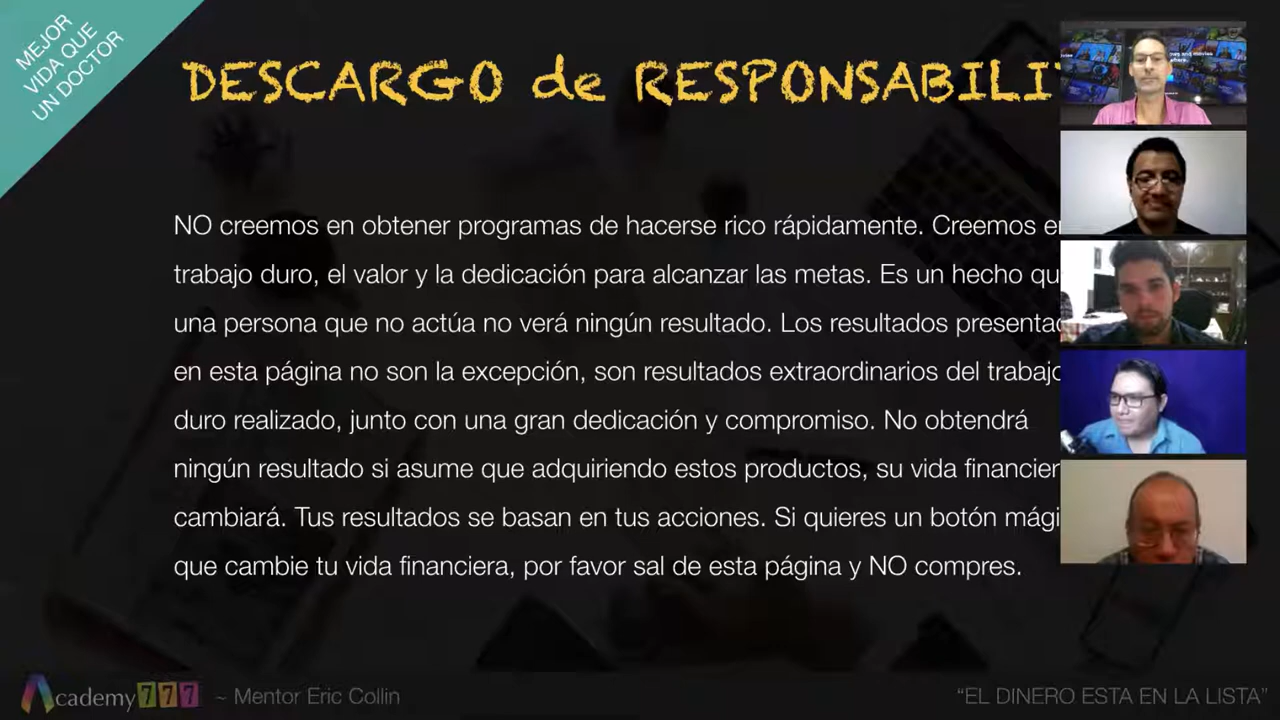 MEJOR
VIDA QUE
UN DOCTOR
DESCARGO de RESPONSABILI
NO creemos en obtener programas de hacerse rico rápidamente. Creemos en
trabajo duro, el valor y la dedicación para alcanzar las metas. Es un hecho qu
una persona que no actúa no verá ningún resultado. Los resultados presentad
en esta página no son la excepción, son resultados extraordinarios del trabajo
duro realizado, junto con una gran dedicación y compromiso. No obtendrá
ningún resultado si asume que adquiriendo estos productos, su vida financier
cambiará. Tus resultados se basan en tus acciones. Si quieres un botón mági
que cambie tu vida financiera, por favor sal de esta página y NO compres.
Academy777 ~ Mentor Eric Collin
“EL DINERO ESTA EN LA LISTA”